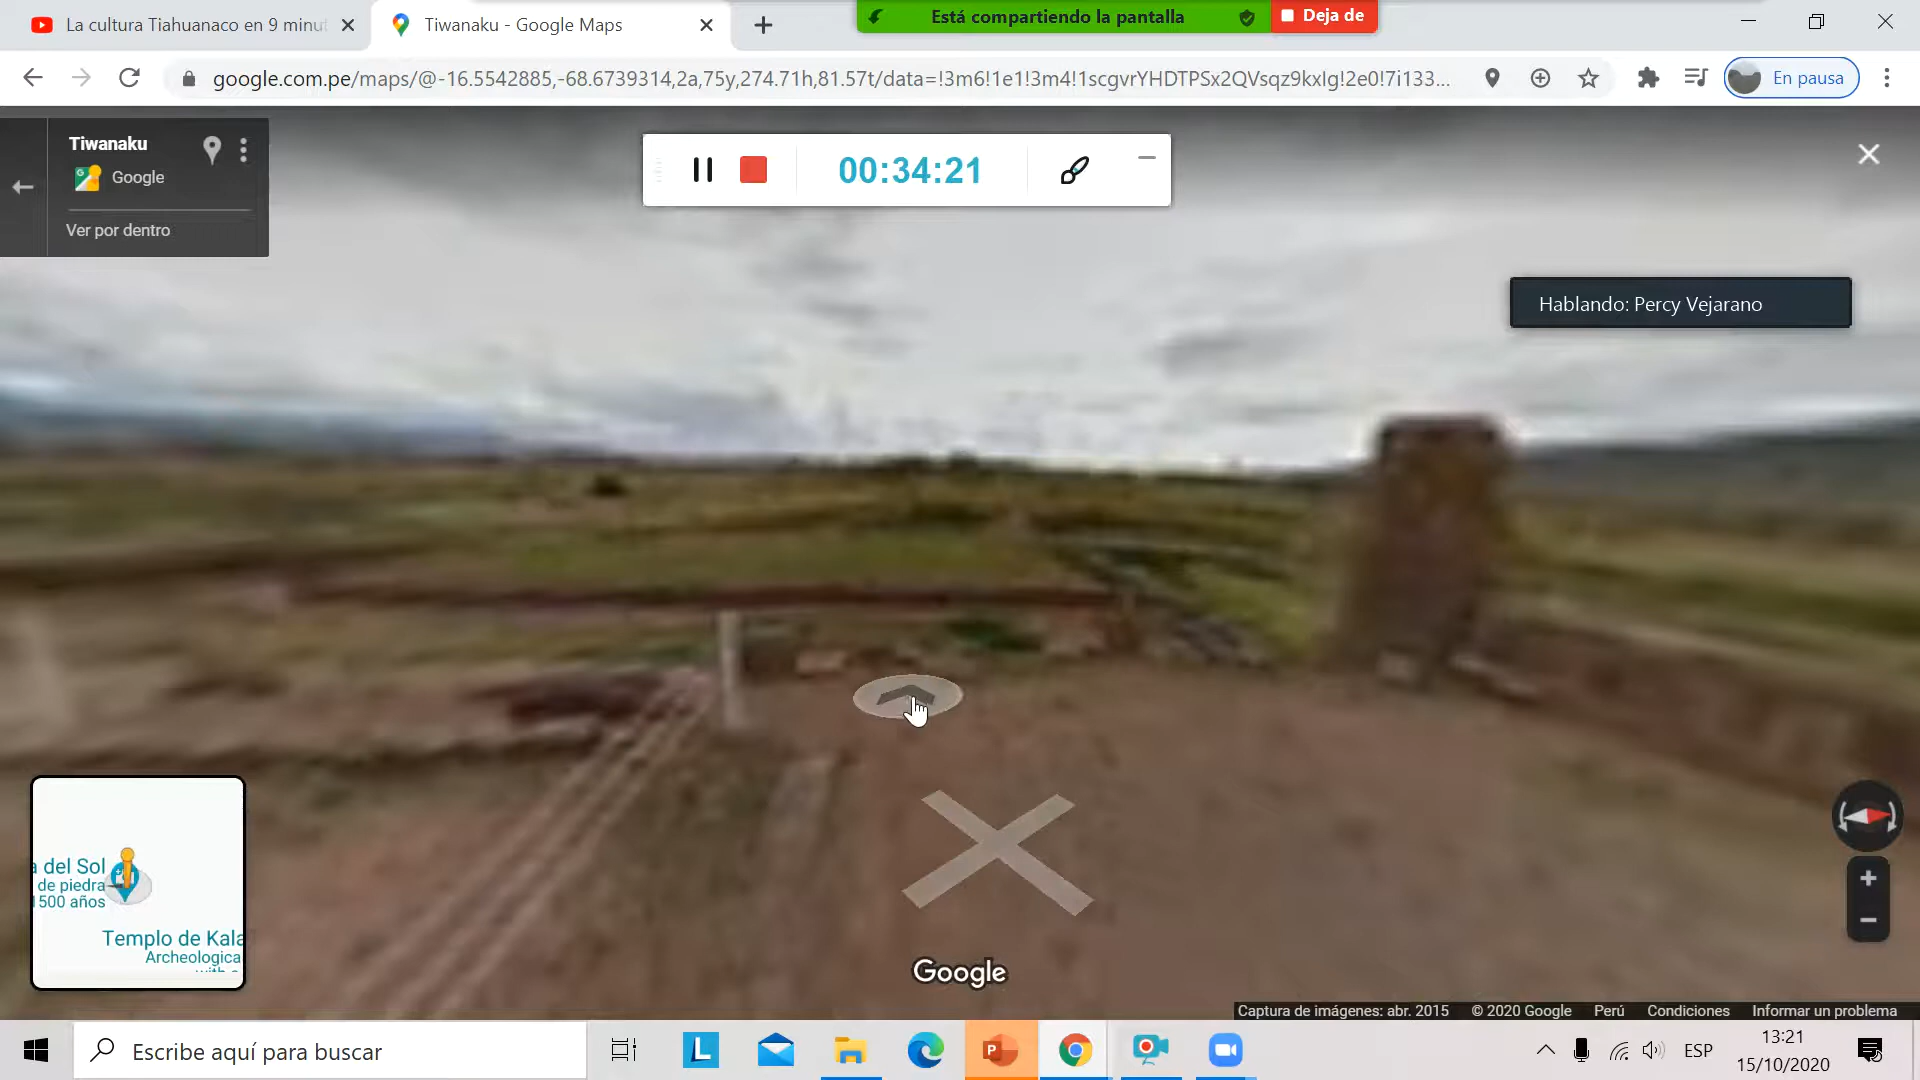 La cultura Tiahuanaco en 9 minut
Tiwanaku - Google Maps
Está compartiendo la pantalla
Deja de
google.com.pe/maps/@-16.5542885,-68.6739314,2a,75y,274.71h,81.57t/data=!3m6!1e1!3m4!1scgvrYHDTPSx2QVsqz9kxIg!2e0!7i133...
En pausa
Tiwanaku
Google
Ver por dentro
00:34:21
Hablando: Percy Vejarano
a del Sol
de piedra
1500 años
Templo de Kala
Archeologica
Google
Captura de imágenes: abr. 2015
© 2020 Google
Perú
Condiciones
Informar un problema
Escribe aquí para buscar
L
P
ESP
13:21
15/10/2020